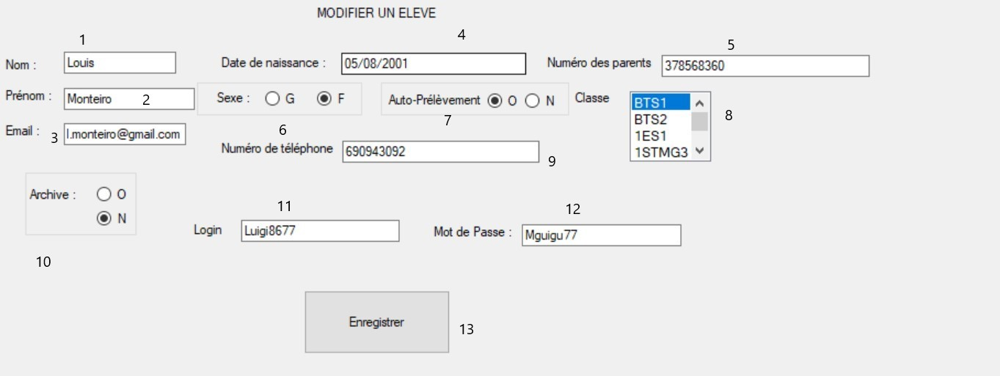 MODIFIER UN ELEVE
1
4
5
Nom : Louis Date de naissance : 05/08/2001 Numéro des parents 378568360
Prénom : Monteiro 2 Sexe : G F Auto-Prélèvement O N Classe BTS1
BTS2
1ES1
1STMG3
7
8
Email : 3 l.monteiro@gmail.com
6
Numéro de téléphone 690943092 9
Archive : O
N
10
11
12
Login Luigi8677 Mot de Passe : Mguigu77
Enregistrer 13